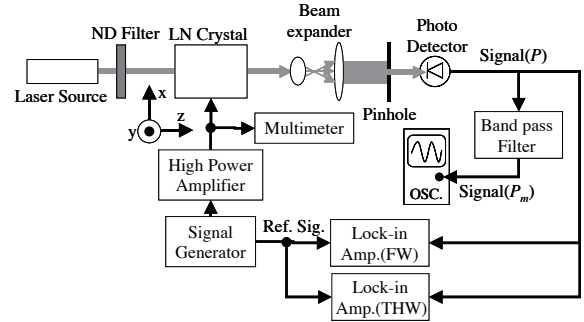 Beam
expander
ND Filter
LN Crystal
Photo
Detector
Signal(P)
Laser Source
x
y
z
Pinhole
Multimeter
Band pass
Filter
High Power
Amplifier
OSC.
Signal(Pm)
Signal
Generator
Ref. Sig.
Lock-in
Amp.(FW)
Lock-in
Amp.(THW)